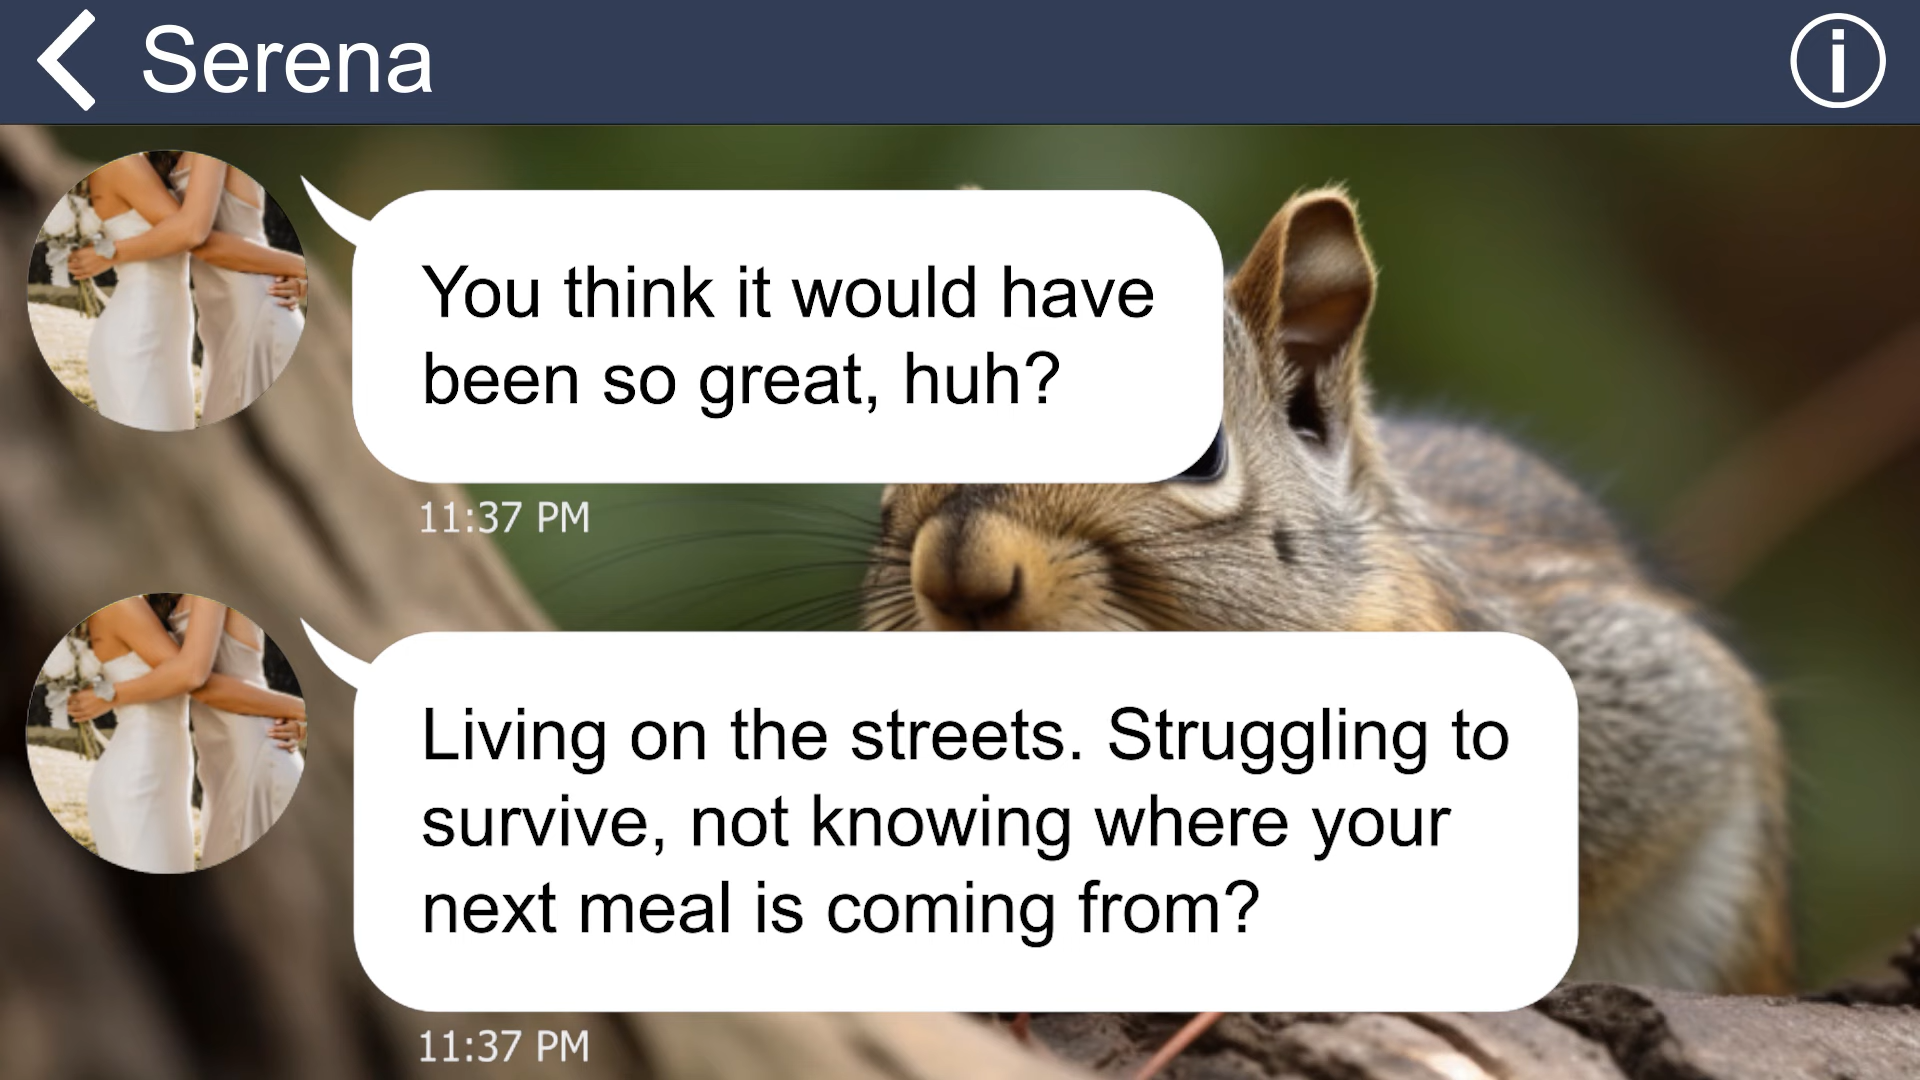 Serena
You think it would have
been so great, huh?
11:37 PM
Living on the streets. Struggling to
survive, not knowing where your
next meal is coming from?
11:37 PM